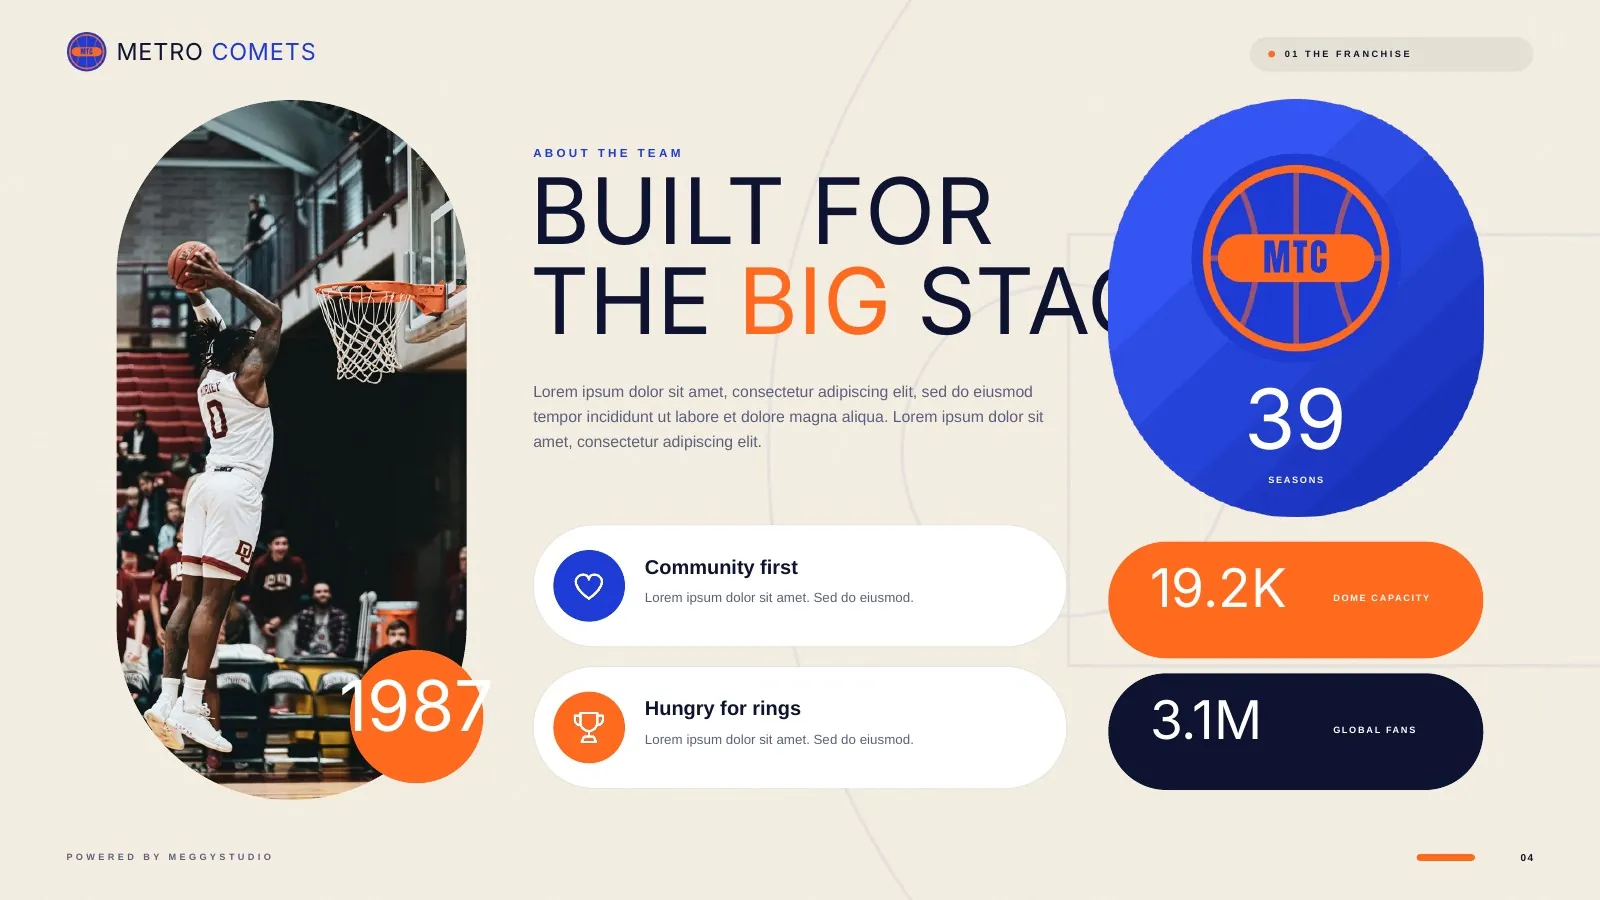 MTC
METRO COMETS
01 THE FRANCHISE
ABOUT THE TEAM
BUILT FOR
THE BIG STAG
Lorem ipsum dolor sit amet, consectetur adipiscing elit, sed do eiusmod
tempor incididunt ut labore et dolore magna aliqua. Lorem ipsum dolor sit
amet, consectetur adipiscing elit.
Community first
Lorem ipsum dolor sit amet. Sed do eiusmod.
Hungry for rings
Lorem ipsum dolor sit amet. Sed do eiusmod.
0
1987
MTC
39
SEASONS
19.2K
DOME CAPACITY
3.1M
GLOBAL FANS
POWERED BY MEGGYSTUDIO
04